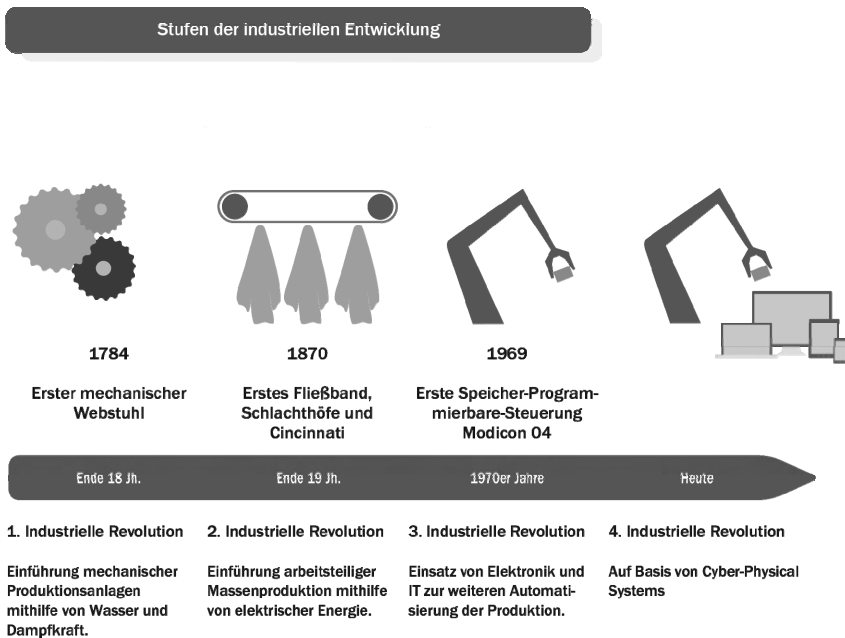 Stufen der industriellen Entwicklung
1784
Erster mechanischer
Webstuhl
1870
Erstes Fließband,
Schlachthöfe und
Cincinnati
1969
Erste Speicher-Program-
mierbare-Steuerung
Modicon 04
Ende 18 Jh.
Ende 19 Jh.
1970er Jahre
Heute
1. Industrielle Revolution
Einführung mechanischer
Produktionsanlagen
mithilfe von Wasser und
Dampfkraft.
2. Industrielle Revolution
Einführung arbeitsteiliger
Massenproduktion mithilfe
von elektrischer Energie.
3. Industrielle Revolution
Einsatz von Elektronik und
IT zur weiteren Automati-
sierung der Produktion.
4. Industrielle Revolution
Auf Basis von Cyber-Physical
Systems